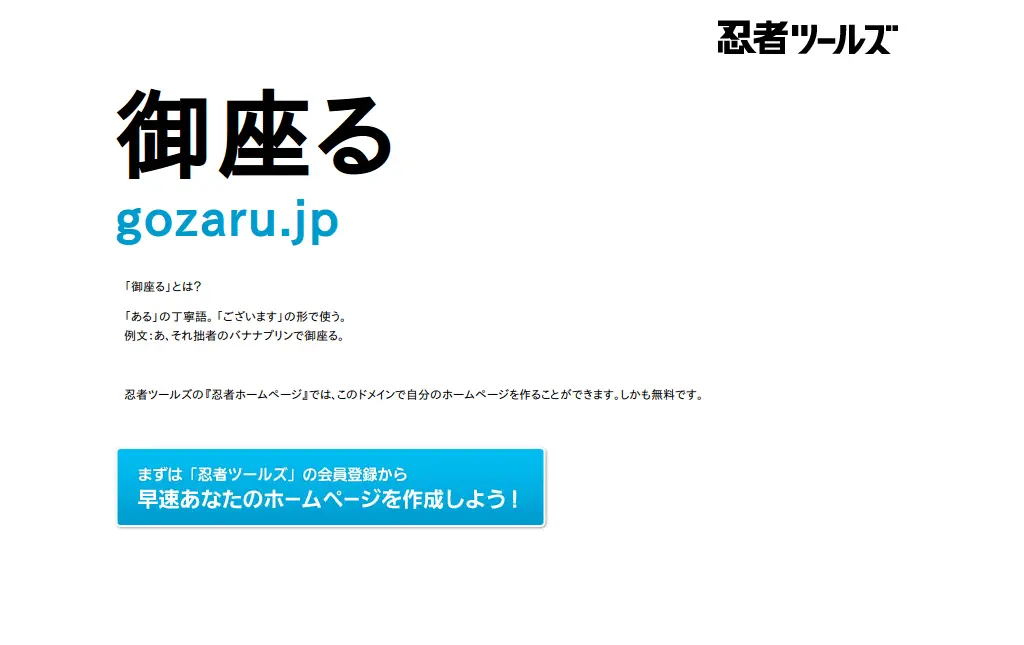 忍者ツールズ
御座る
gozaru.jp
「御座る」とは？
「ある」の丁寧語。「ございます」の形で使う。
例文：あ、それ拙者のバナナプリンで御座る。
忍者ツールズの『忍者ホームページ』では、このドメインで自分のホームページを作ることができます。しかも無料です。
まずは「忍者ツールズ」の会員登録から
早速あなたのホームページを作成しよう！